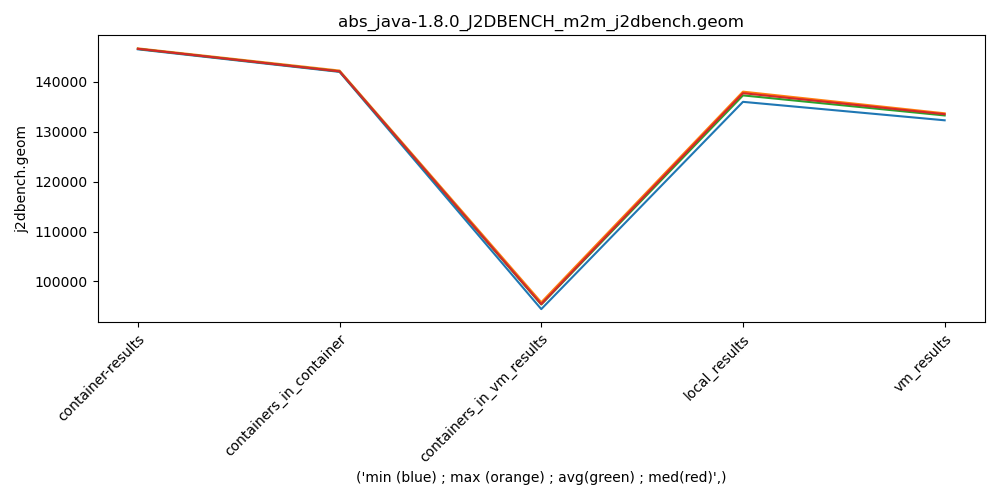 abs_java-1.8.0_J2DBENCH_m2m_j2dbench.geom
140000
130000
120000
110000
100000
j2dbench.geom
container-results
containers_in_container
containers_in_vm_results
local_results
vm_results
('min (blue) ; max (orange) ; avg(green) ; med(red)',)